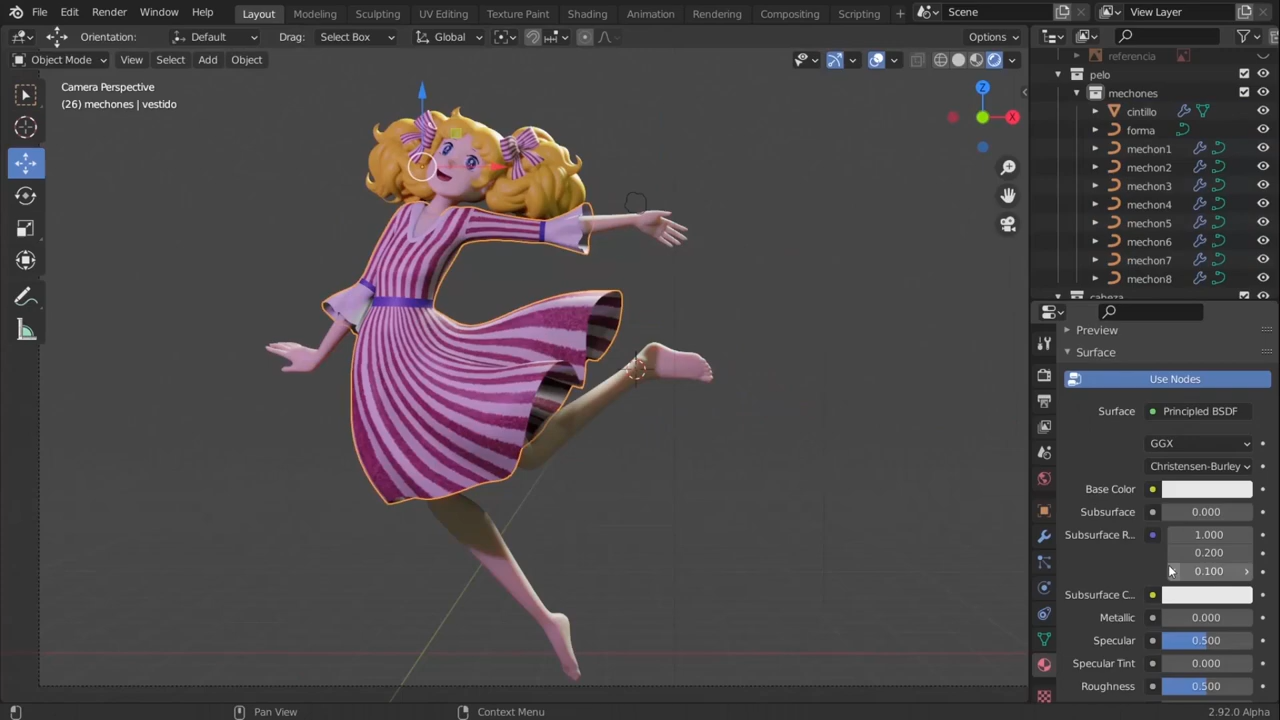 File Edit Render Window Help Layout Modeling Sculpting UV Editing Texture Paint Shading Animation Rendering Compositing Scripting + Scene View Layer
Orientation: Default Drag: Select Box Global Options
Object Mode View Select Add Object
Camera Perspective
(26) mechones | vestido
Z
X
referencia
pelo
mechones
cintillo
forma
mechon1
mechon2
mechon3
mechon4
mechon5
mechon6
mechon7
mechon8
cabeza
Preview
Surface
Use Nodes
Surface Principled BSDF
GGX
Christensen-Burley
Base Color
Subsurface 0.000
Subsurface R... 1.000
0.200
0.100
Subsurface C...
Metallic 0.000
Specular 0.500
Specular Tint 0.000
Roughness 0.500
Pan View Context Menu 2.92.0 Alpha